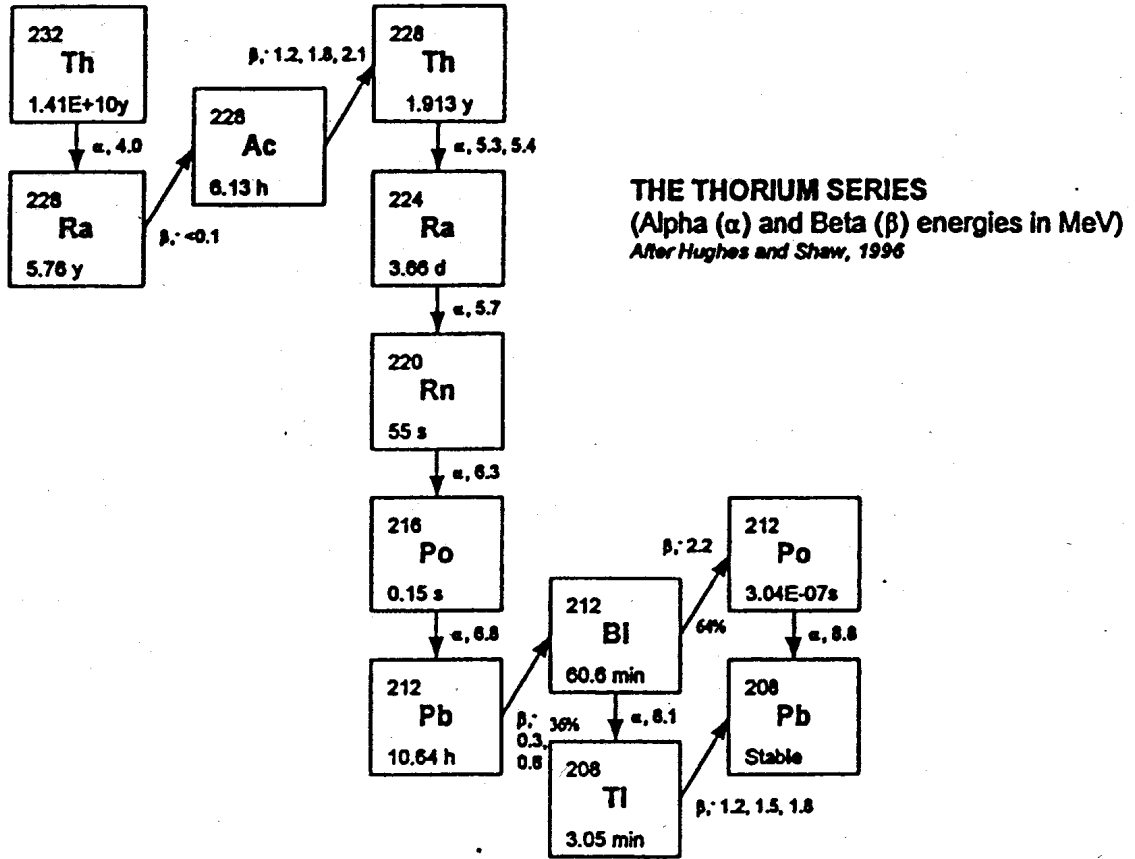 232
Th
1.41E+10y
α, 4.0
228
Ra
5.76 y
β,⁻ <0.1
228
Ac
6.13 h
β,⁻ 1.2, 1.8, 2.1
228
Th
1.913 y
α, 5.3, 5.4
224
Ra
3.66 d
α, 5.7
220
Rn
55 s
α, 6.3
216
Po
0.15 s
α, 6.8
212
Pb
10.64 h
β,⁻
0.3,
0.6
212
Bi
60.6 min
36%
α, 6.1
208
Tl
3.05 min
β,⁻ 1.2, 1.5, 1.8
β,⁻ 2.2
64%
212
Po
3.04E-07s
α, 8.8
208
Pb
Stable
THE THORIUM SERIES
(Alpha (α) and Beta (β) energies in MeV)
After Hughes and Shaw, 1996